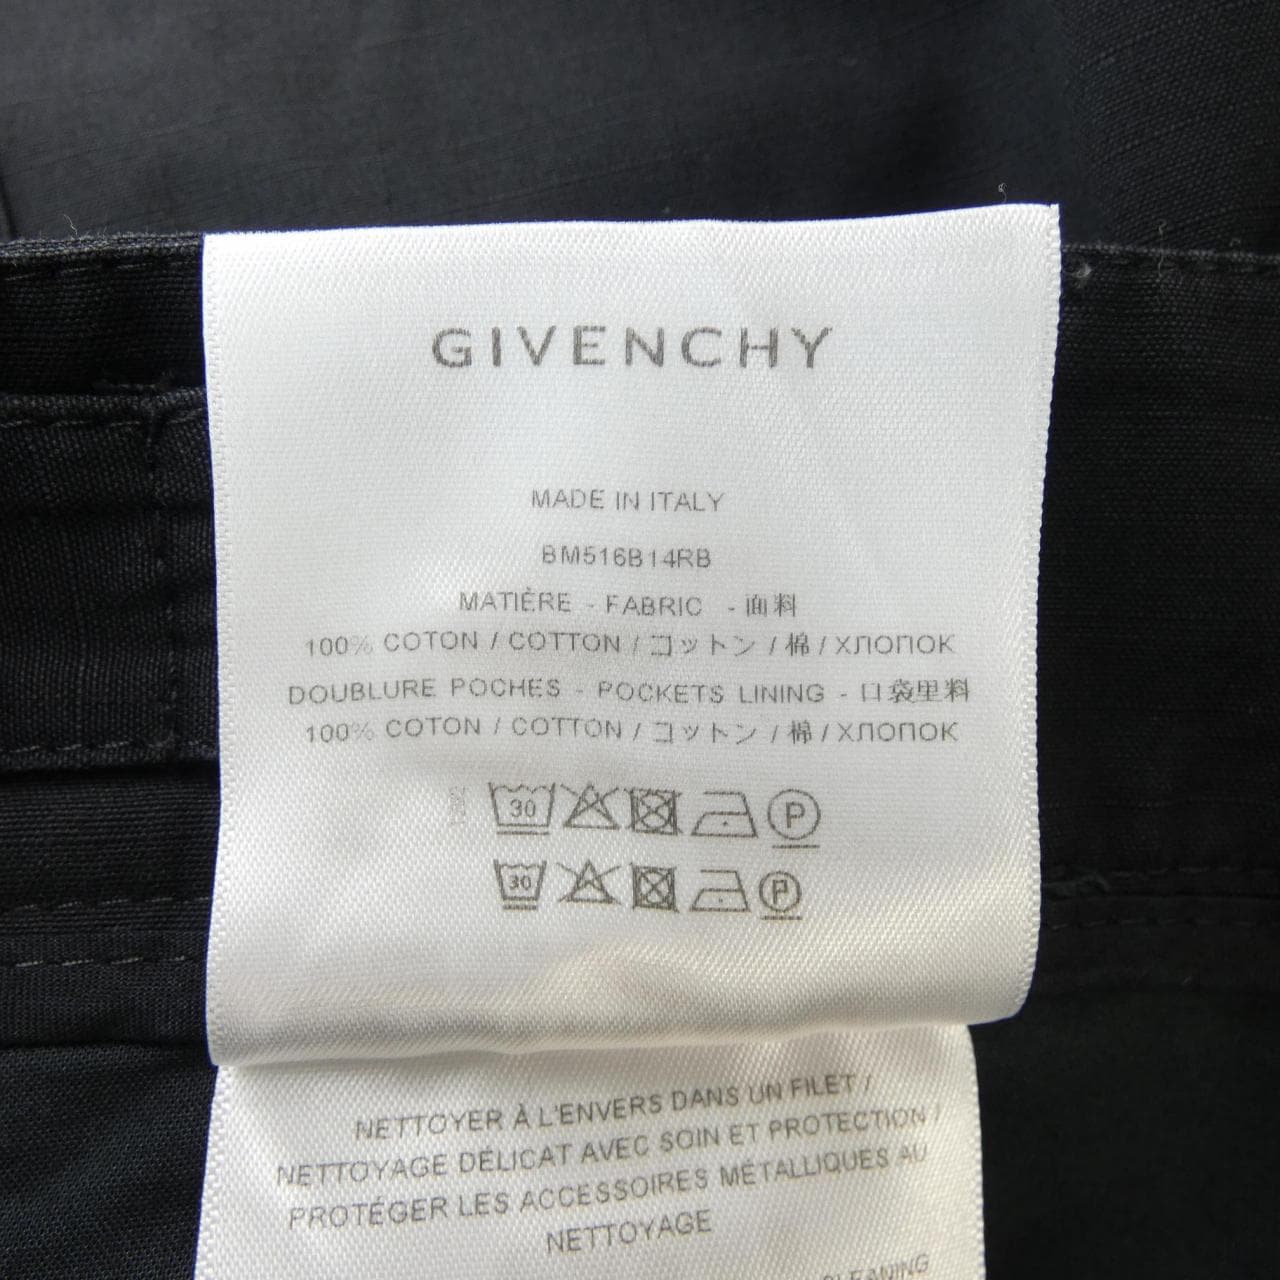 GIVENCHY
MADE IN ITALY
BM516B14RB
MATIÈRE - FABRIC - 面料
100% COTON / COTTON / コットン / 棉 / ХЛОПОК
DOUBLURE POCHES - POCKETS LINING - 口袋里料
100% COTON / COTTON / コットン / 棉 / ХЛОПОК
30 P
30 P
NETTOYER À L'ENVERS DANS UN FILET /
NETTOYAGE DÉLICAT AVEC SOIN ET PROTECTION /
PROTÉGER LES ACCESSOIRES MÉTALLIQUES AU
NETTOYAGE
CLEANING